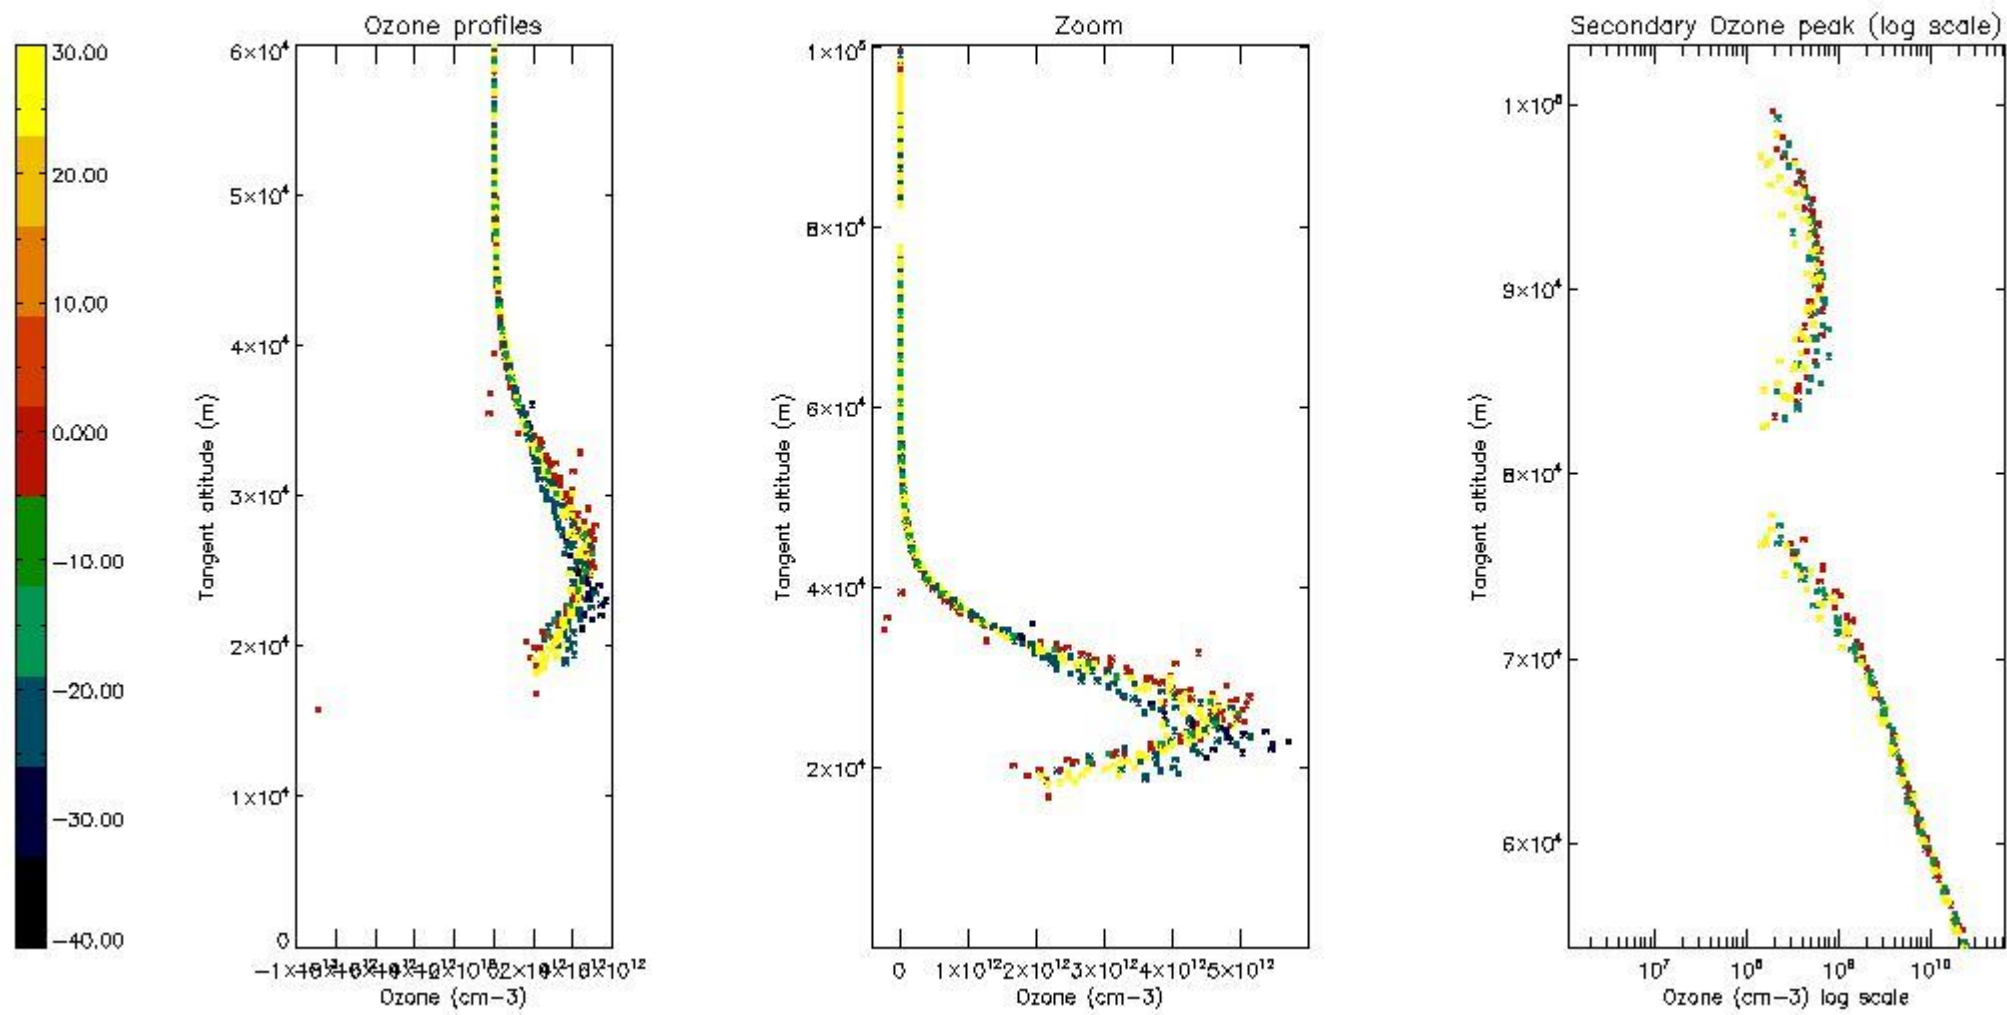 30.00
20.00
10.00
0.000
-10.00
-20.00
-30.00
-40.00
Ozone profiles
6×10⁴
5×10⁴
4×10⁴
3×10⁴
2×10⁴
1×10⁴
0
Tangent altitude (m)
Ozone (cm-3)
Zoom
1×10⁵
8×10⁴
6×10⁴
4×10⁴
2×10⁴
Tangent altitude (m)
0 1×10¹² 2×10¹² 3×10¹² 4×10¹² 5×10¹²
Ozone (cm-3)
Secondary Ozone peak (log scale)
9×10⁴
8×10⁴
7×10⁴
6×10⁴
Tangent altitude (m)
10⁷ 10⁸ 10⁹ 10¹⁰
Ozone (cm-3) log scale